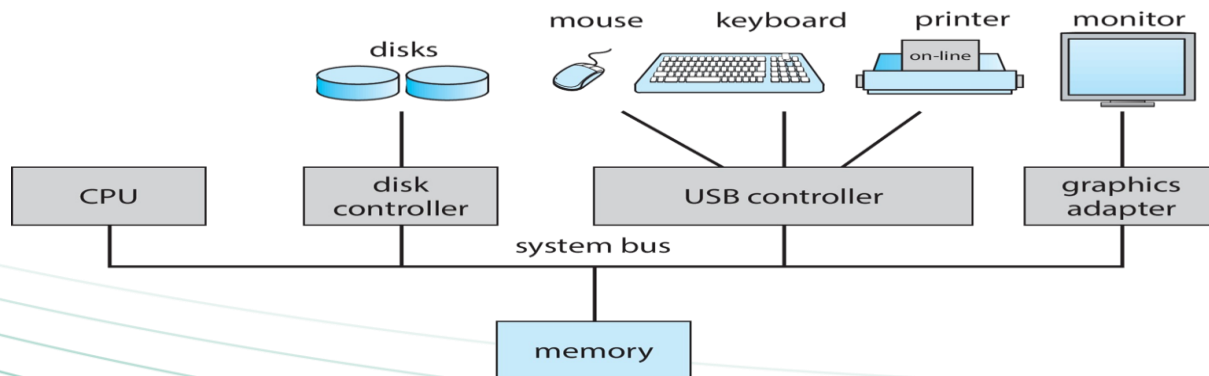 mouse
keyboard
printer
monitor
disks
on-line
CPU
disk
controller
USB controller
graphics
adapter
system bus
memory